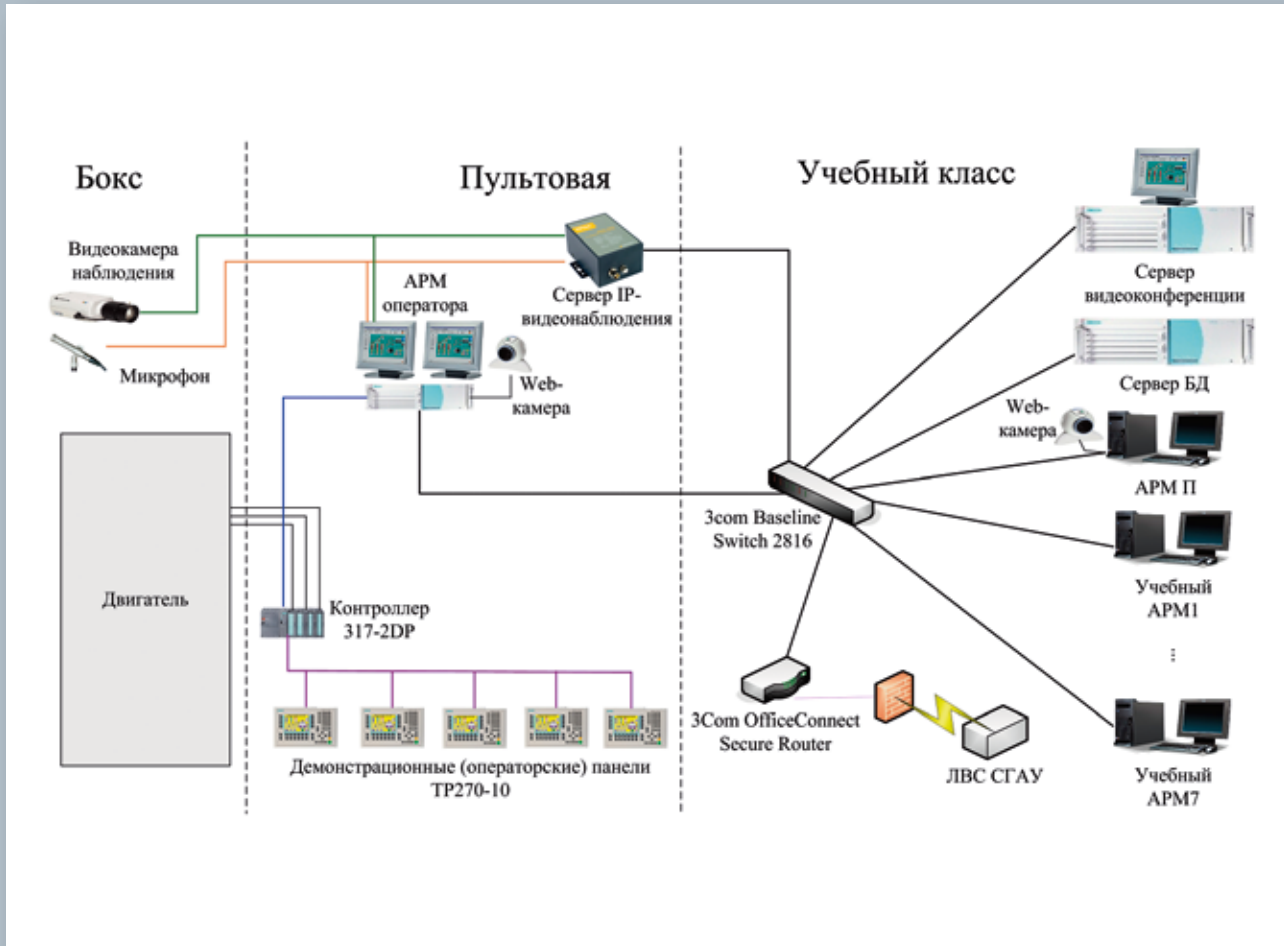 Бокс
Пультовая
Учебный класс
Видеокамера
наблюдения
Микрофон
АРМ
оператора
Сервер IP-
видеонаблюдения
Web-
камера
Сервер
видеоконференции
Сервер БД
Web-
камера
АРМ П
3com Baseline
Switch 2816
Учебный
АРМ1
...
Двигатель
Контроллер
317-2DP
3Com OfficeConnect
Secure Router
ЛВС СГАУ
Учебный
АРМ7
Демонстрационные (операторские) панели
TP270-10